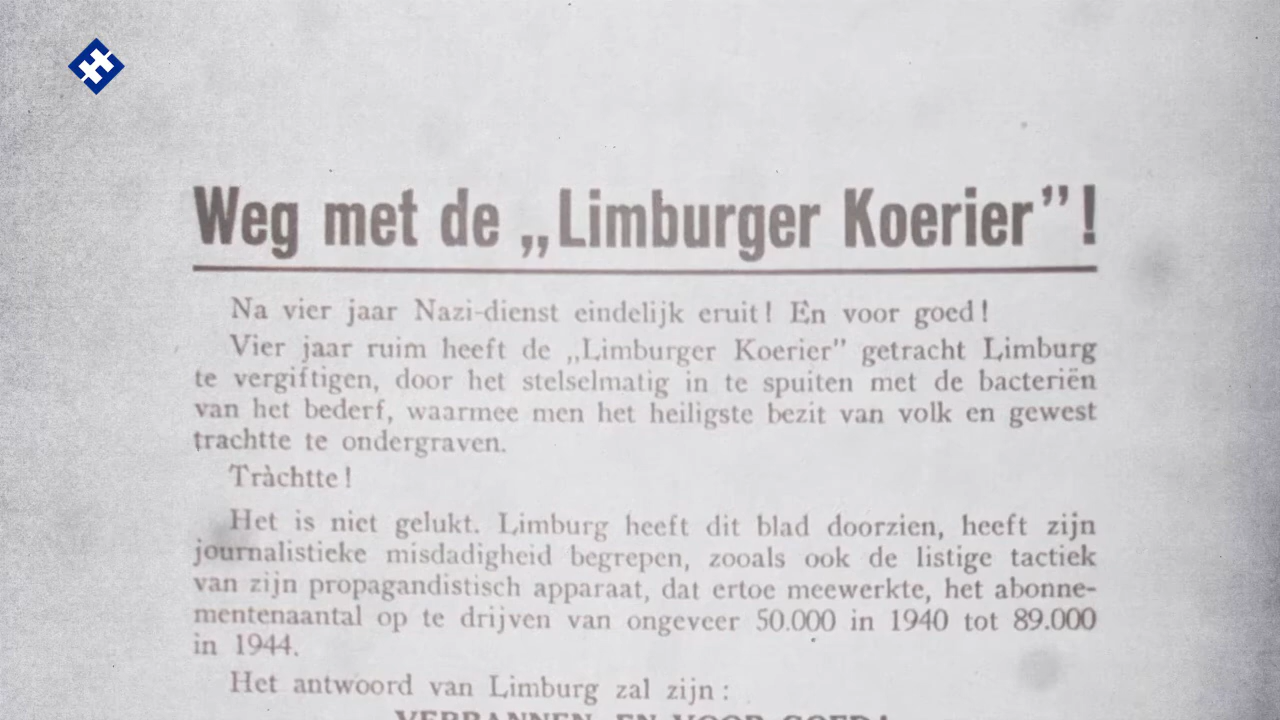 Weg met de „Limburger Koerier”!
Na vier jaar Nazi-dienst eindelijk eruit! En voor goed!
Vier jaar ruim heeft de „Limburger Koerier” getracht Limburg
te vergiftigen, door het stelselmatig in te spuiten met de bacteriën
van het bederf, waarmee men het heiligste bezit van volk en gewest
trachtte te ondergraven.
Tràchtte!
Het is niet gelukt. Limburg heeft dit blad doorzien, heeft zijn
journalistieke misdadigheid begrepen, zooals ook de listige tactiek
van zijn propagandistisch apparaat, dat ertoe meewerkte, het abonne-
mentenaantal op te drijven van ongeveer 50.000 in 1940 tot 89.000
in 1944.
Het antwoord van Limburg zal zijn:
VERBANNEN, EN VOOR GOED!